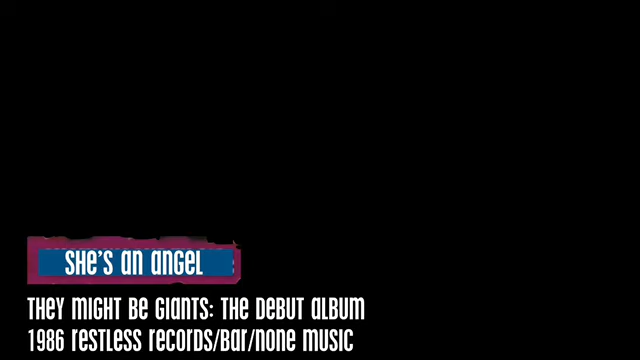 She's An Angel
They Might Be Giants: The Debut Album
1986 Restless Records/Bar/None Music